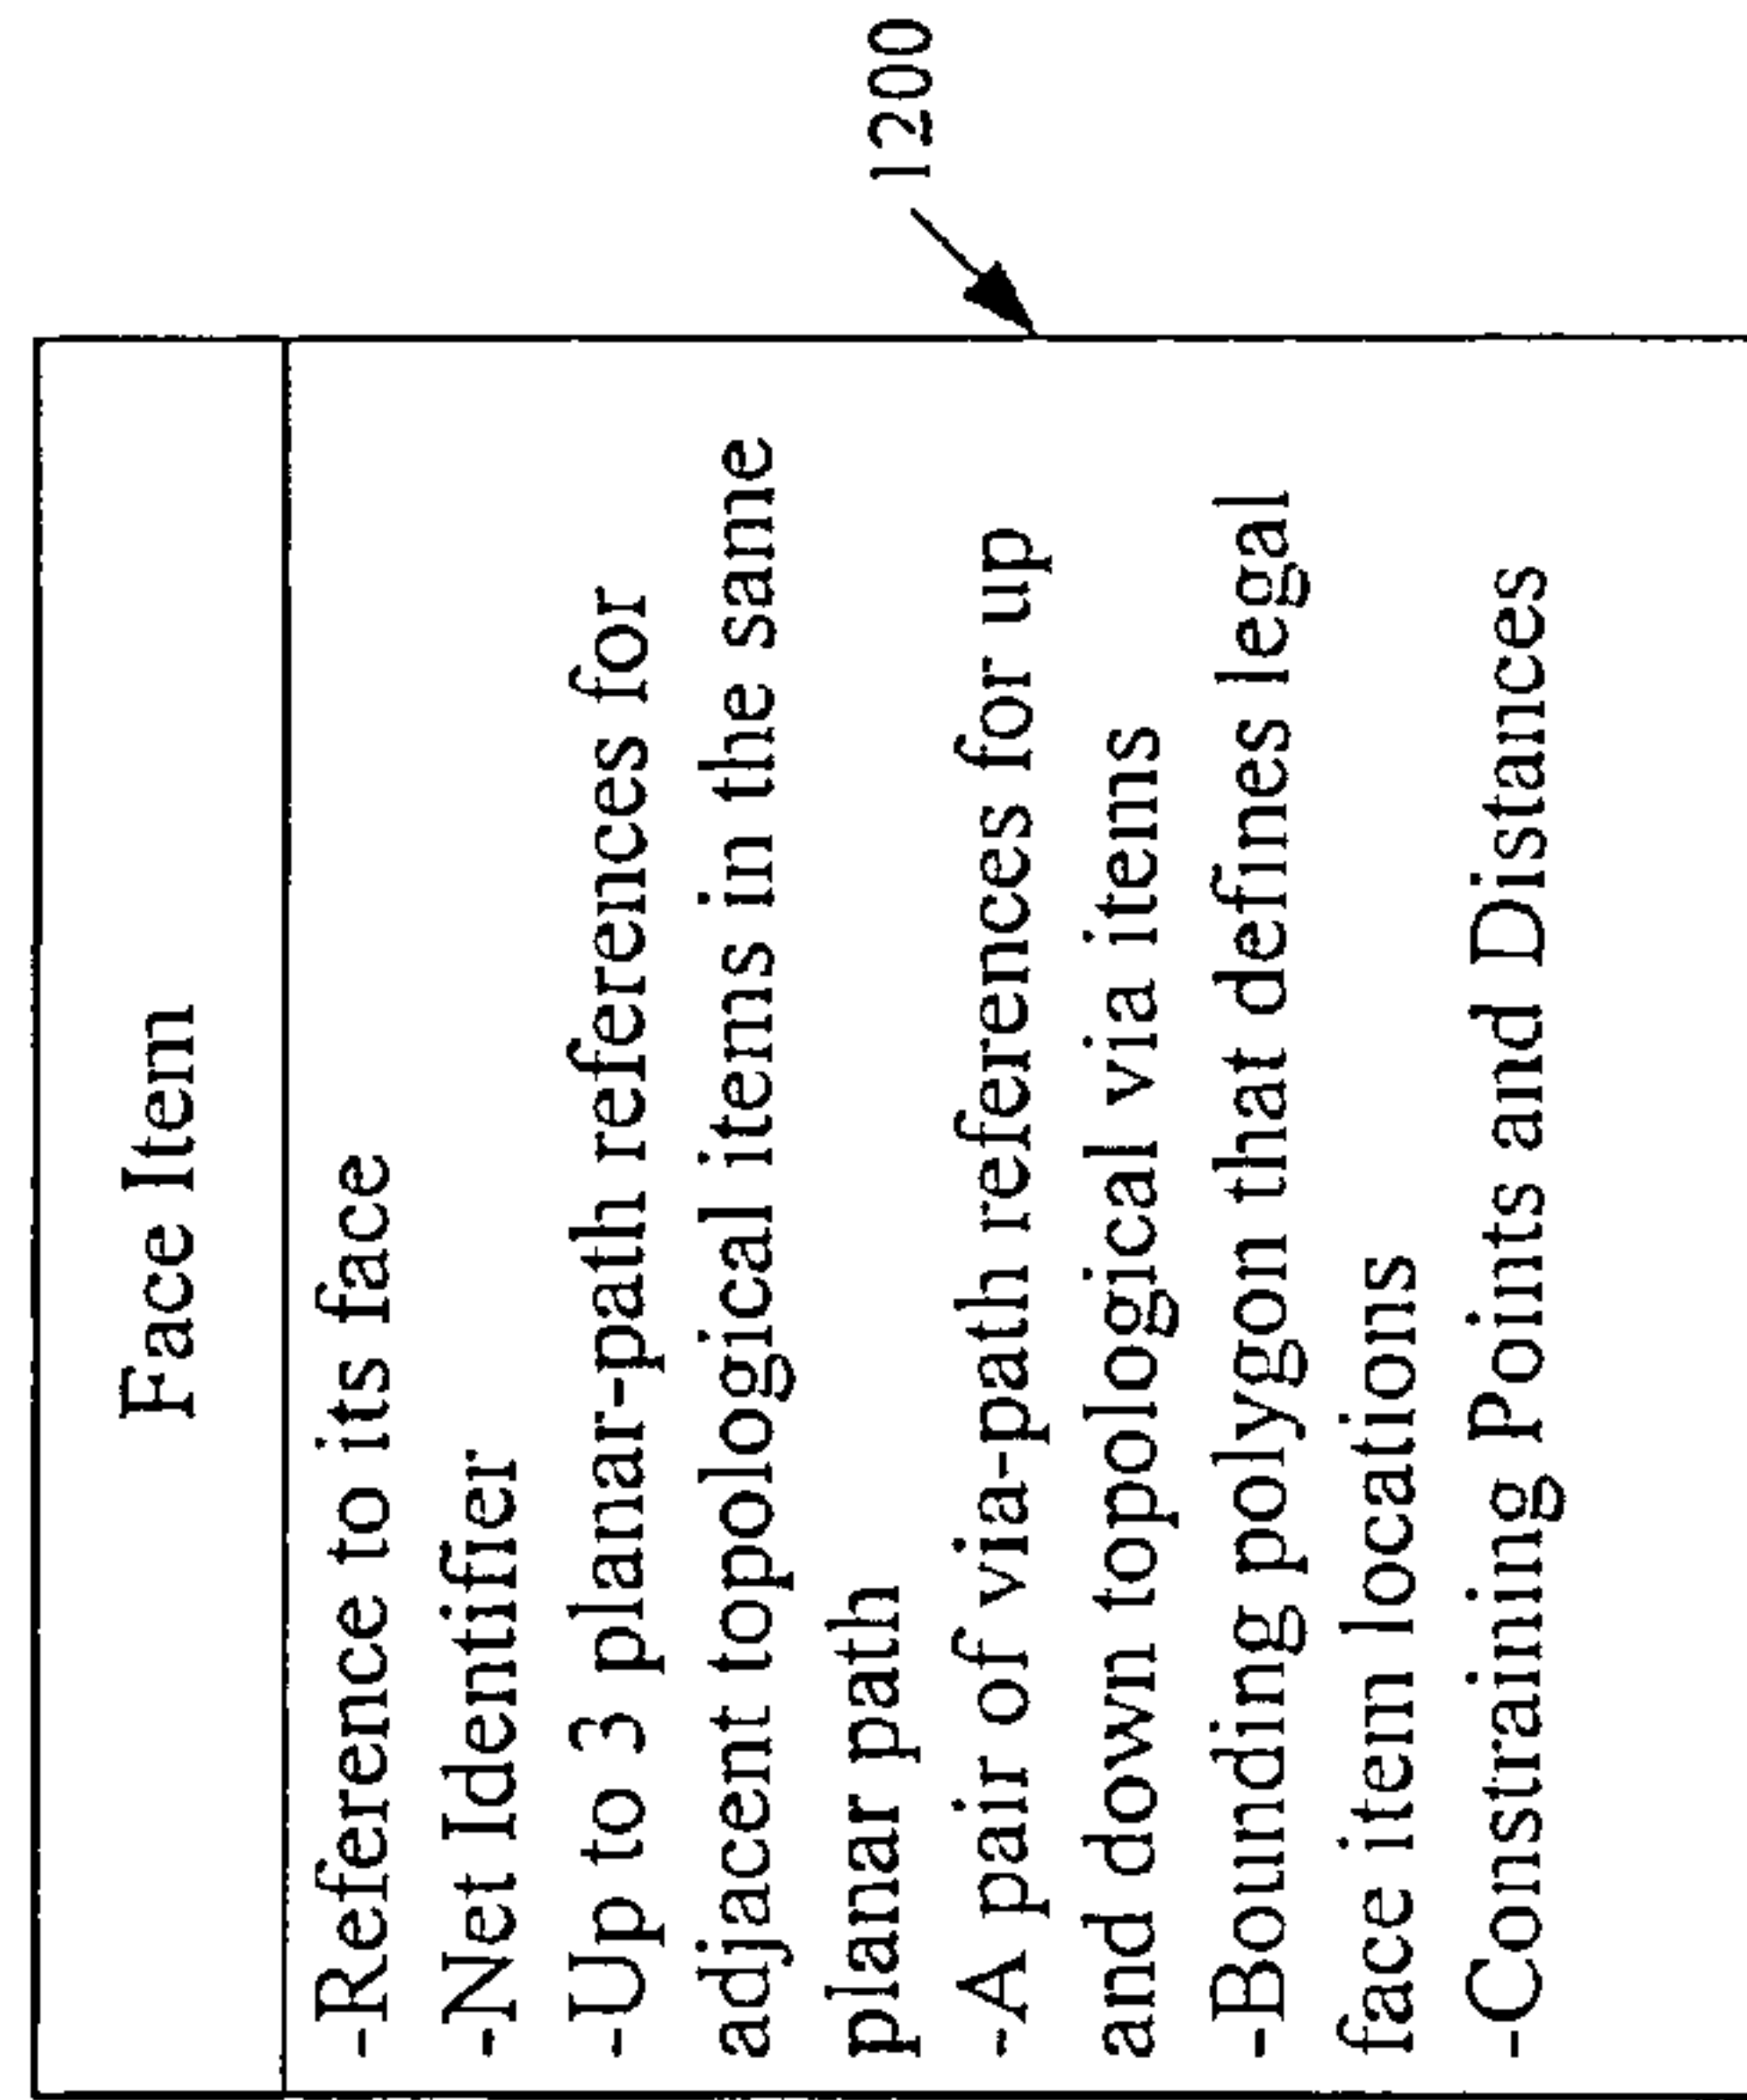 Face Item
-Reference to its face
-Net Identifier
-Up to 3 planar-path references for
adjacent topological items in the same
planar path
-A pair of via-path references for up
and down topological via items
-Bounding polygon that defines legal
face item locations
-Constraining Points and Distances
1200